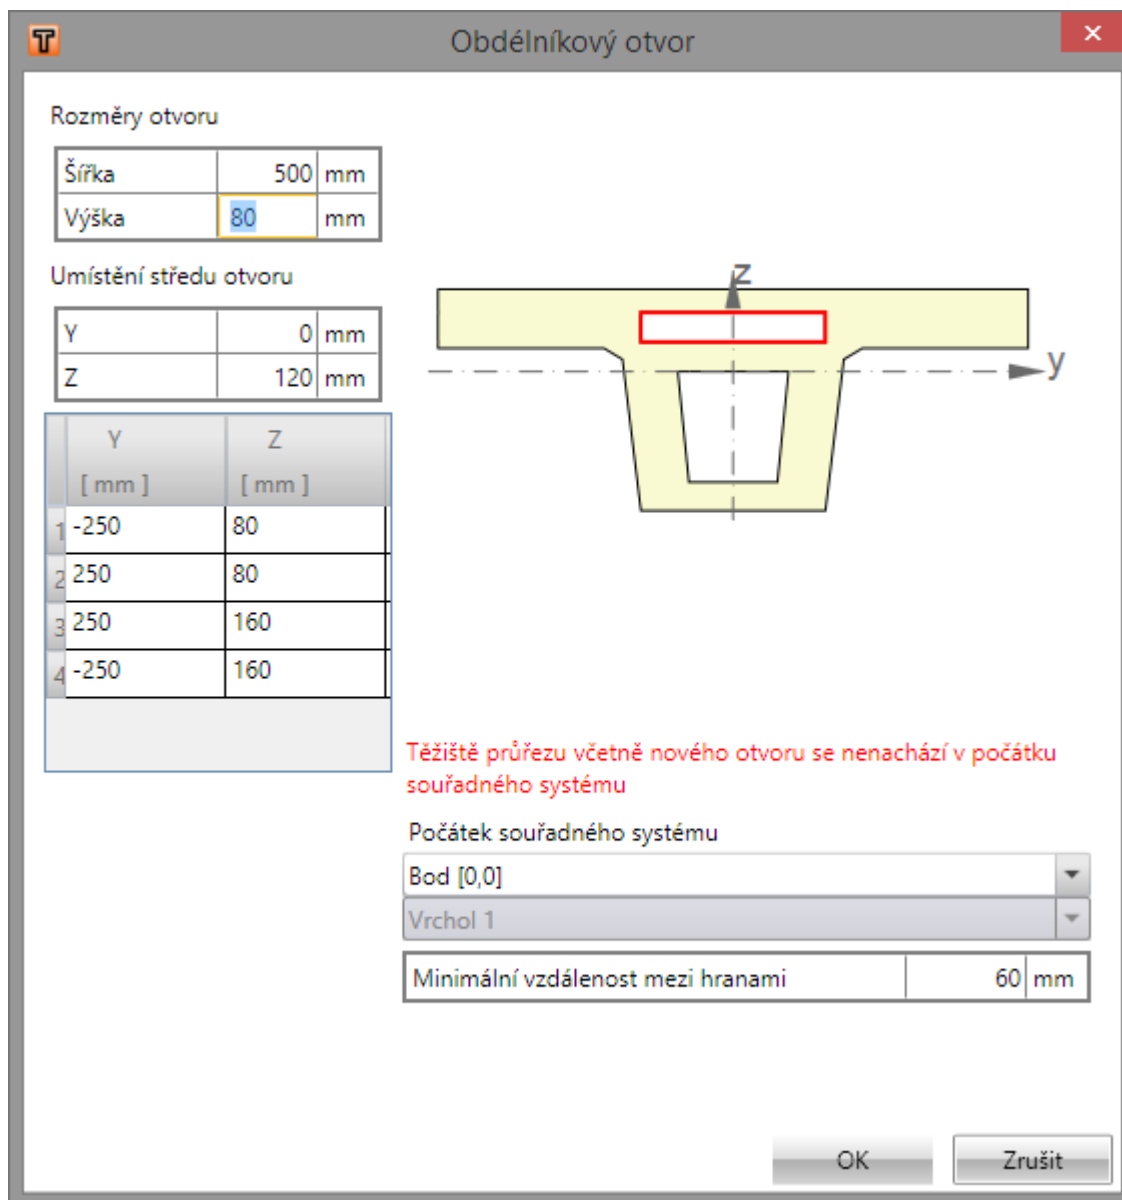 T
Obdélníkový otvor
×
Rozměry otvoru
Šířka 500 mm
Výška 80 mm
Umístění středu otvoru
Y 0 mm
Z 120 mm
Y Z
[ mm ] [ mm ]
1 -250 80
2 250 80
3 250 160
4 -250 160
z
y
Těžiště průřezu včetně nového otvoru se nenachází v počátku
souřadného systému
Počátek souřadného systému
Bod [0,0]
Vrchol 1
Minimální vzdálenost mezi hranami 60 mm
OK Zrušit